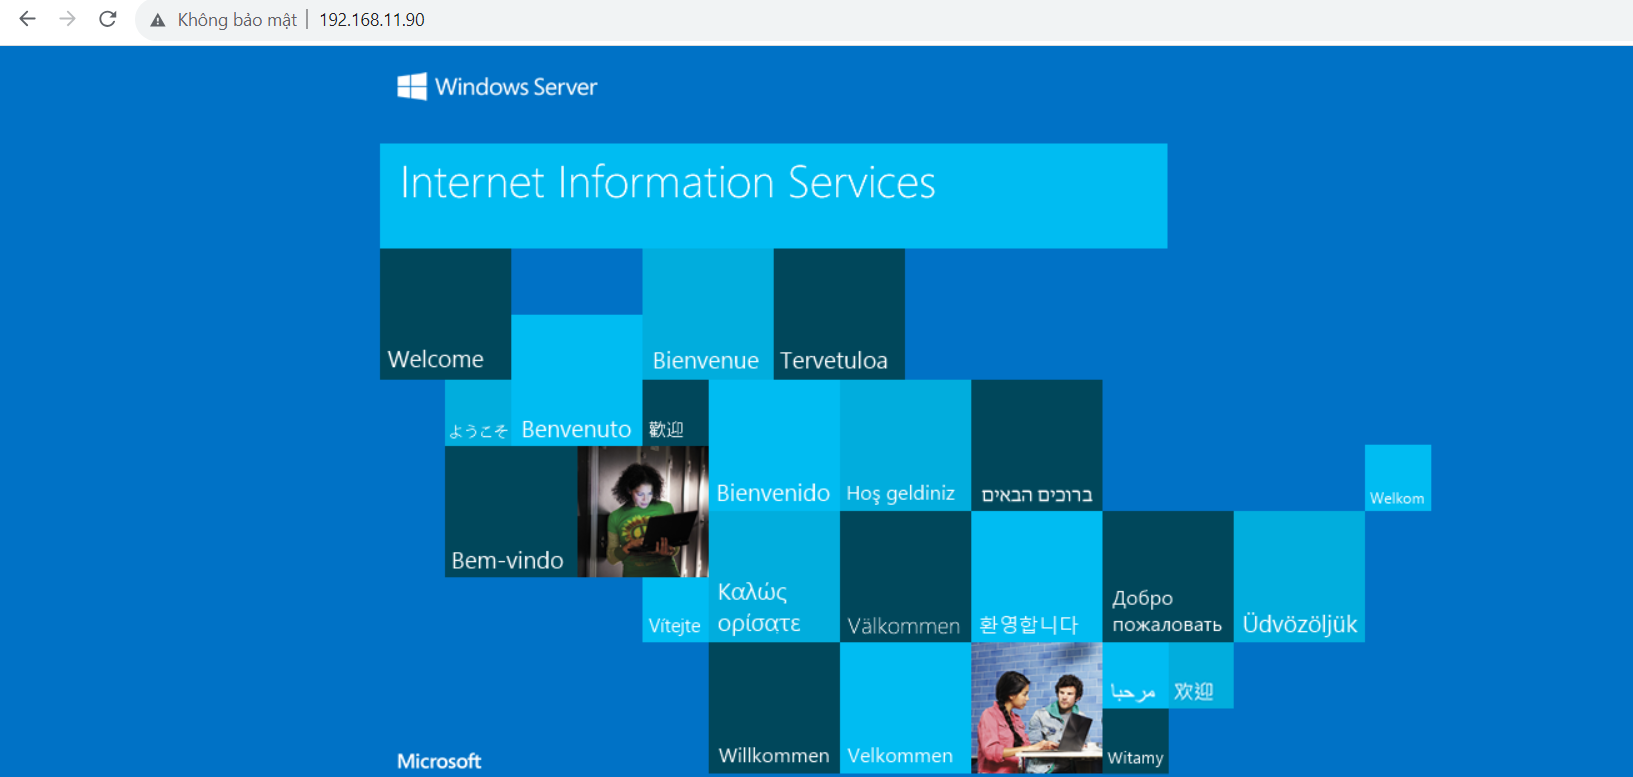 Không bảo mật | 192.168.11.90
Windows Server
Internet Information Services
Welcome
Bienvenue
Tervetuloa
ようこそ
Benvenuto
歡迎
Bienvenido
Hoş geldiniz
ברוכים הבאים
Welkom
Bem-vindo
Vítejte
Καλώς
ορίσατε
Välkommen
환영합니다
Добро
пожаловать
Üdvözöljük
مرحبا
欢迎
Willkommen
Velkommen
Witamy
Microsoft